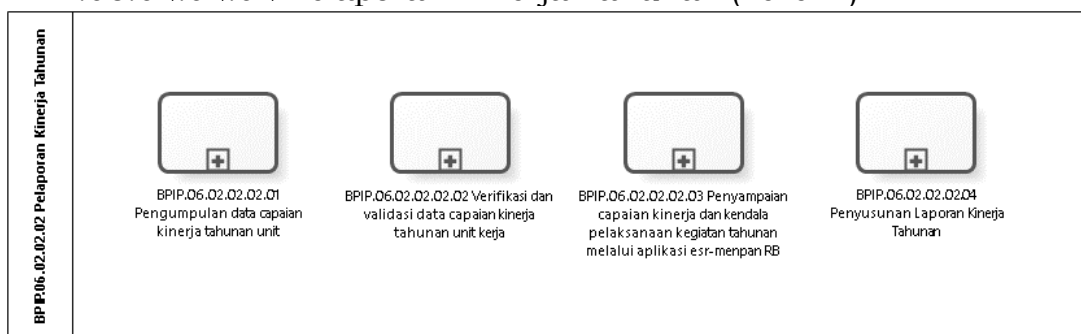 BPIP.06.02.02.02 Pelaporan Kinerja Tahunan
BPIP.06.02.02.02.01
Pengumpulan data capaian
kinerja tahunan unit
BPIP.06.02.02.02.02 Verifikasi dan
validasi data capaian kinerja
tahunan unit kerja
BPIP.06.02.02.02.03 Penyampaian
capaian kinerja dan kendala
pelaksanaan kegiatan tahunan
melalui aplikasi esr-menpan RB
BPIP.06.02.02.02.04
Penyusunan Laporan Kinerja
Tahunan